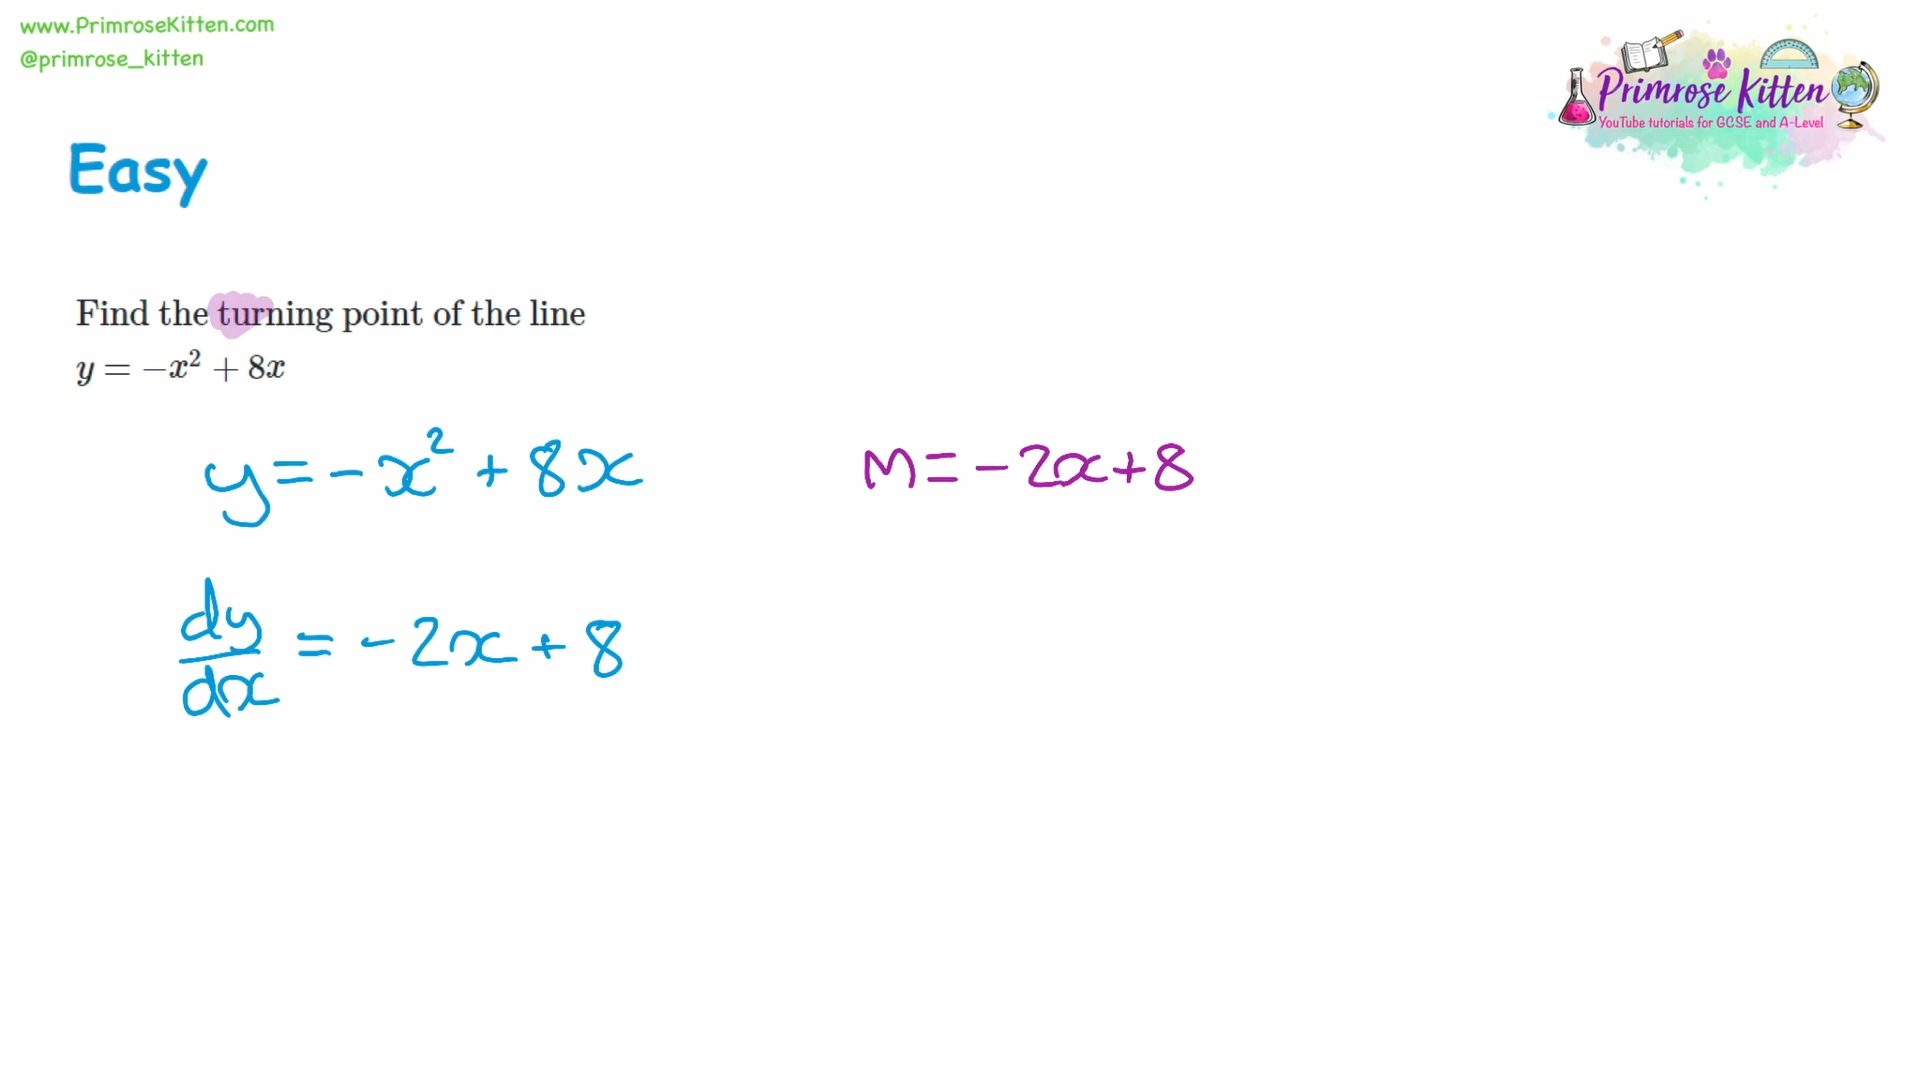 www.PrimroseKitten.com
@primrose_kitten
Primrose Kitten
YouTube tutorials for GCSE and A-Level
Easy
Find the turning point of the line
y = −x² + 8x
y = -x² + 8x
m = -2x+8
dy/dx = -2x + 8